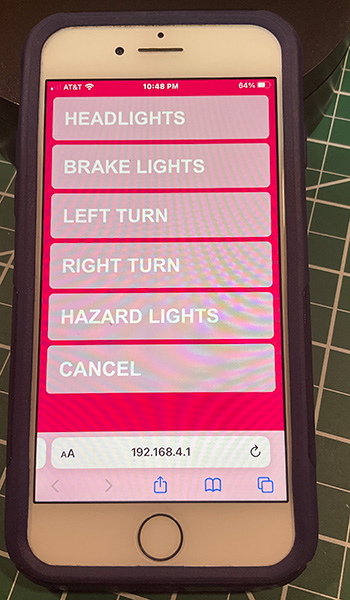 AT&T 10:48 PM 64%
HEADLIGHTS
BRAKE LIGHTS
LEFT TURN
RIGHT TURN
HAZARD LIGHTS
CANCEL
AA 192.168.4.1